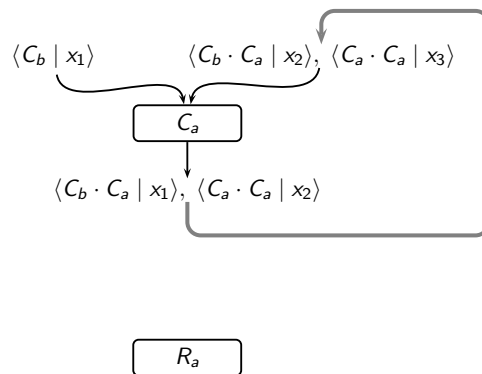 ⟨C_b | x_1⟩ ⟨C_b · C_a | x_2⟩, ⟨C_a · C_a | x_3⟩
C_a
⟨C_b · C_a | x_1⟩, ⟨C_a · C_a | x_2⟩
R_a